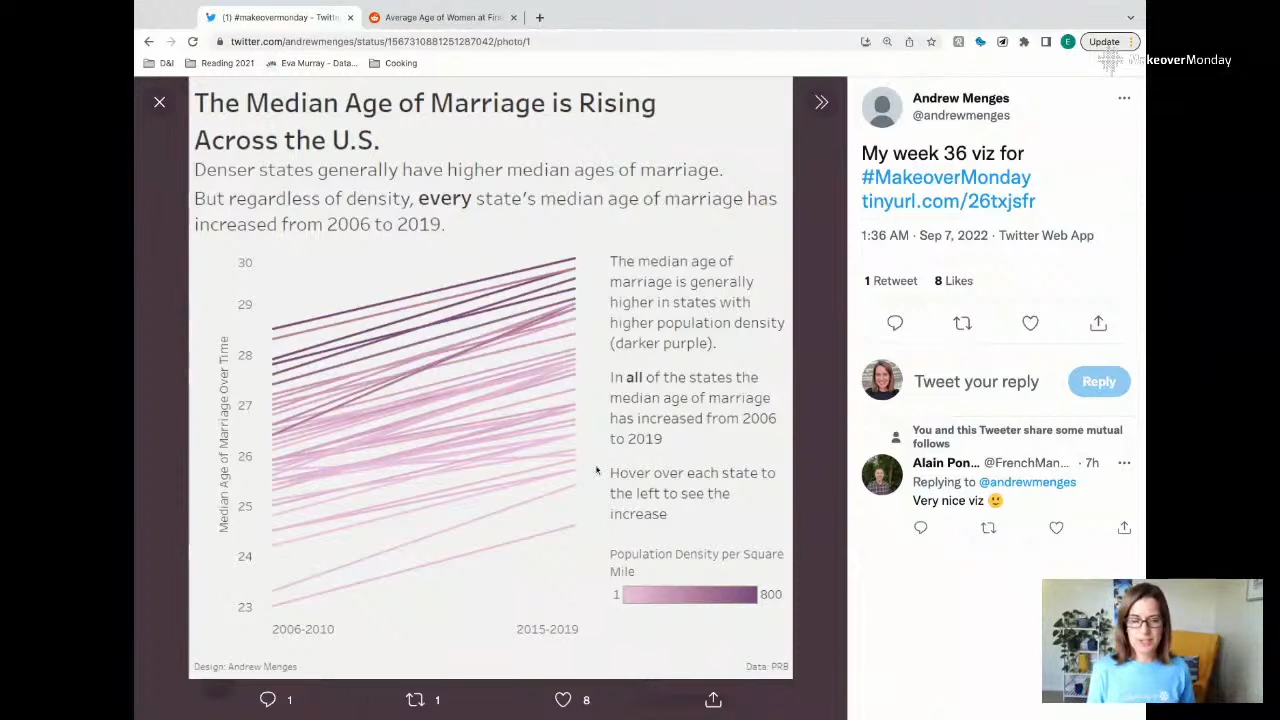 (1) #makeovermonday - Twitte
Average Age of Women at Firs
twitter.com/andrewmenges/status/1567310881251287042/photo/1
E
Update
D&I
Reading 2021
Eva Murray - Data...
Cooking
MakeoverMonday
The Median Age of Marriage is Rising
Across the U.S.
Denser states generally have higher median ages of marriage.
But regardless of density, every state's median age of marriage has
increased from 2006 to 2019.
30
29
28
27
26
25
24
23
Median Age of Marriage Over Time
2006-2010
2015-2019
The median age of
marriage is generally
higher in states with
higher population density
(darker purple).
In all of the states the
median age of marriage
has increased from 2006
to 2019
Hover over each state to
the left to see the
increase
Population Density per Square
Mile
1
800
Design: Andrew Menges
Data: PRB
1
1
8
Andrew Menges
@andrewmenges
My week 36 viz for
#MakeoverMonday
tinyurl.com/26txjsfr
1:36 AM · Sep 7, 2022 · Twitter Web App
1 Retweet 8 Likes
Tweet your reply
Reply
You and this Tweeter share some mutual
follows
Alain Pon... @FrenchMan... · 7h
Replying to @andrewmenges
Very nice viz 🙂